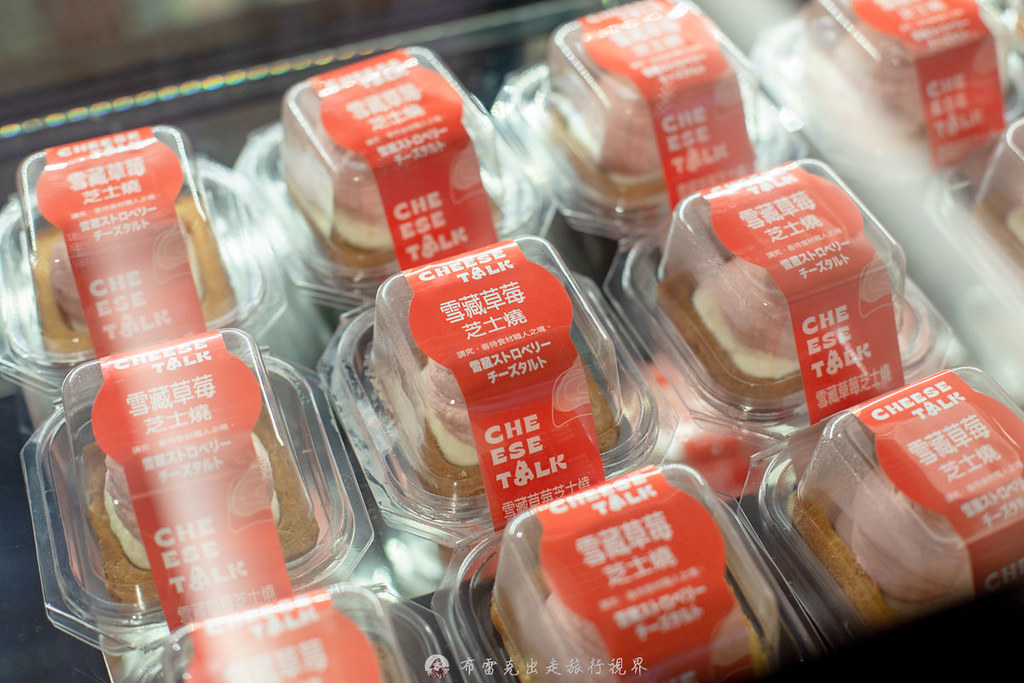 CHEESE
TALK
雪藏草莓
芝士燒
講究·善待食材職人之魂
雪蔵ストロベリー
チーズタルト
CHE
ESE
TALK
雪藏草莓芝士燒
布雷克出走旅行視界